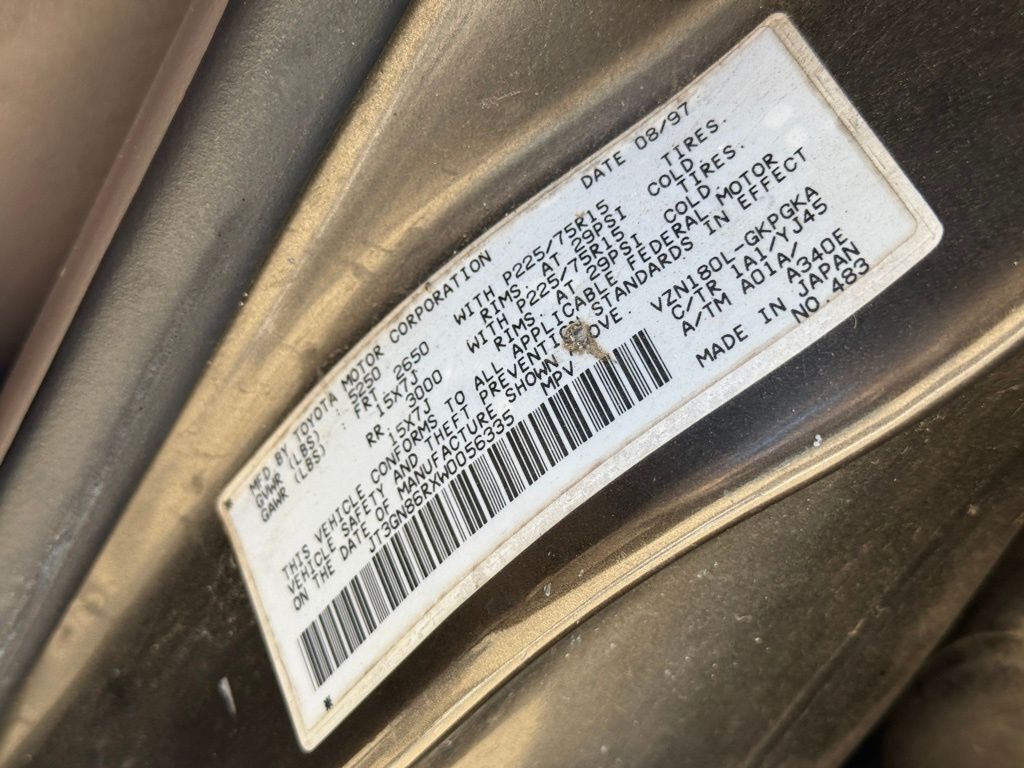 MFD BY TOYOTA MOTOR CORPORATION DATE 08/97
GVWR (LBS) 5250
GAWR (LBS) FRT 2650 WITH P225/75R15 TIRES.
15X7J RIMS. AT 26PSI COLD
RR. 3000 WITH P225/75R15 TIRES.
15X7J RIMS. AT 29PSI COLD
THIS VEHICLE CONFORMS TO ALL APPLICABLE FEDERAL MOTOR
VEHICLE SAFETY AND THEFT PREVENTION STANDARDS IN EFFECT
ON THE DATE OF MANUFACTURE SHOWN ABOVE.
JT3GN86RXW0056335 MPV VZN180L-GKPGKA
C/TR 1A1/YJ45
A/TM A01A/ A340E
MADE IN JAPAN
NO.483